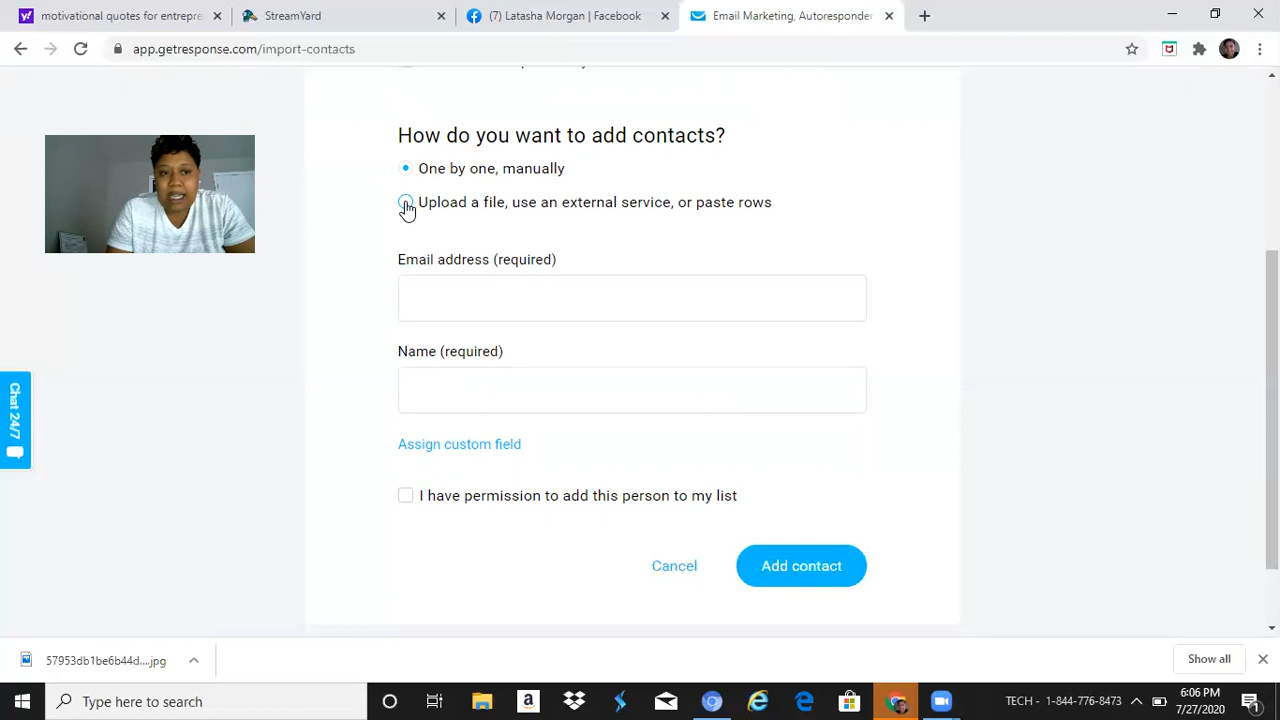 motivational quotes for entrepre
StreamYard
(7) Latasha Morgan | Facebook
Email Marketing, Autoresponder
app.getresponse.com/import-contacts
How do you want to add contacts?
One by one, manually
Upload a file, use an external service, or paste rows
Email address (required)
Name (required)
Assign custom field
I have permission to add this person to my list
Cancel
Add contact
Chat 24/7
57953db1be6b44d....jpg
Show all
Type here to search
TECH - 1-844-776-8473
6:06 PM
7/27/2020
1